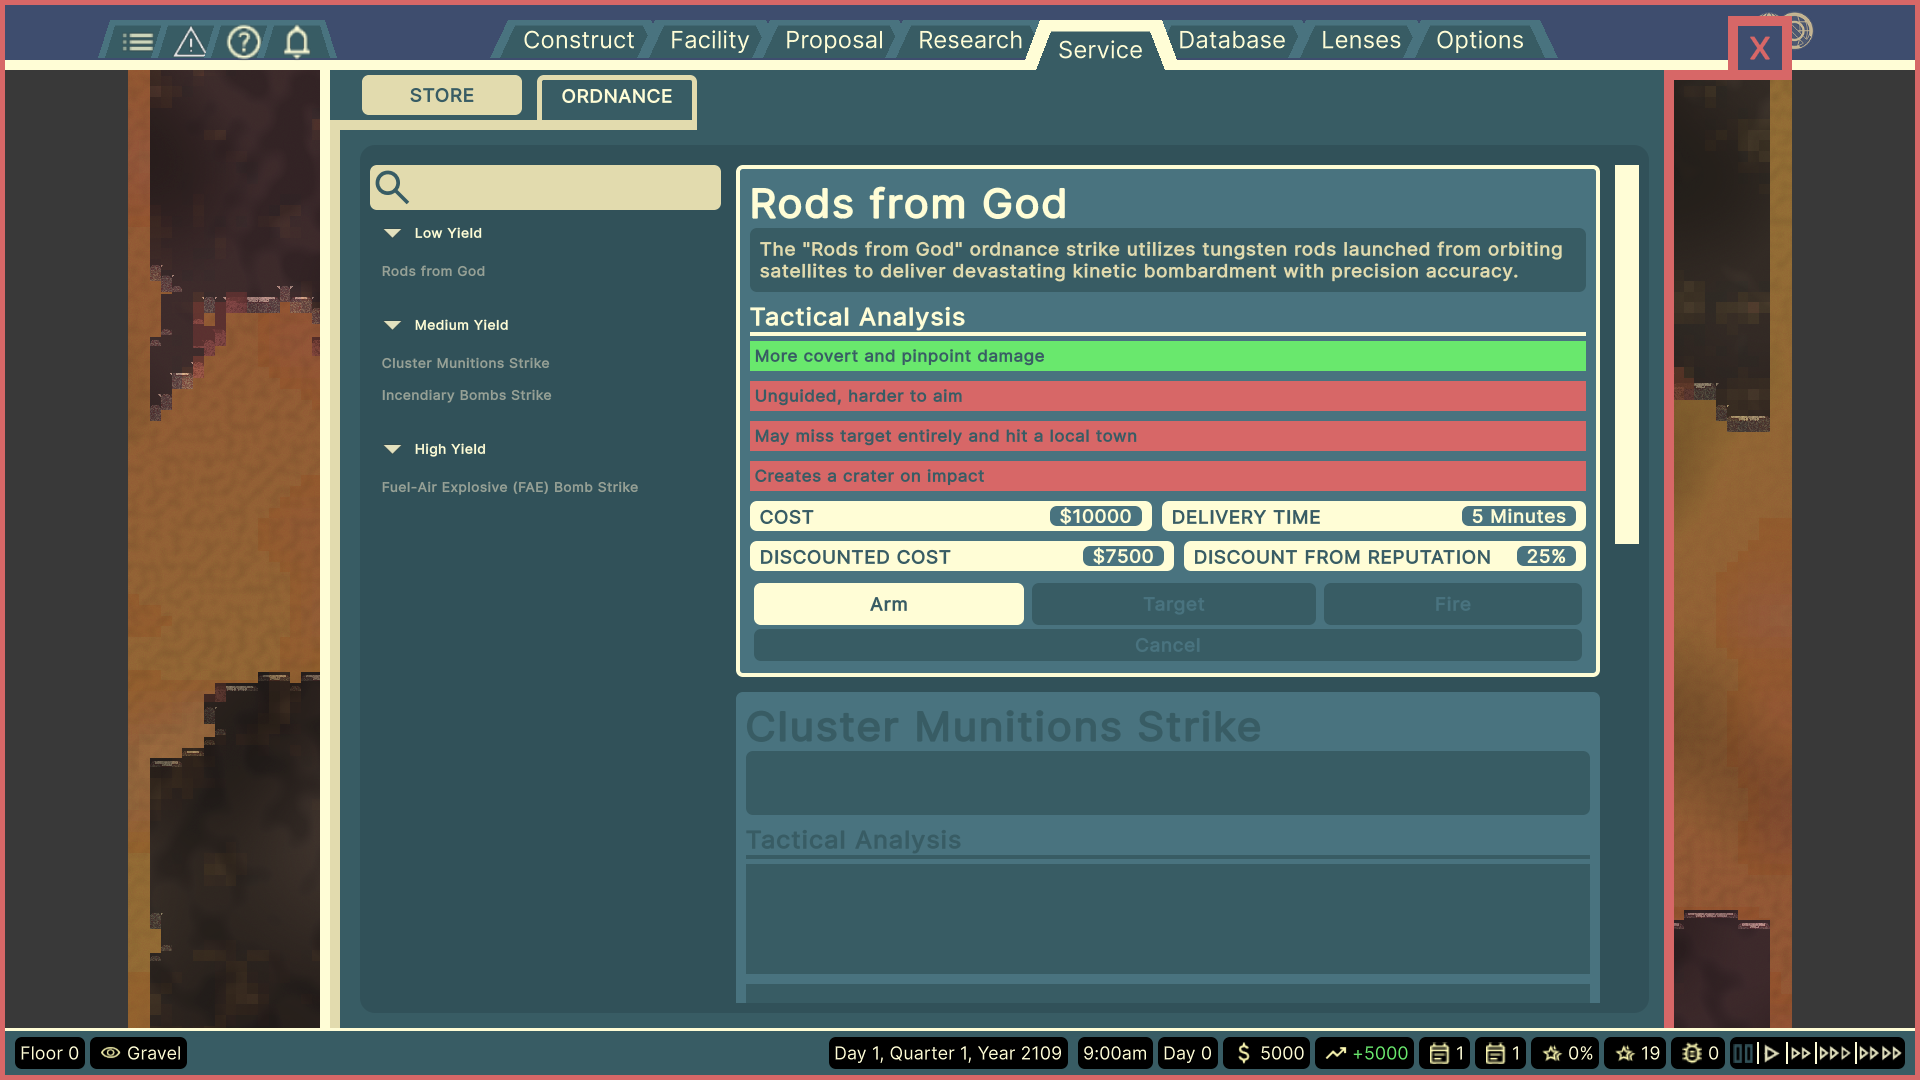 Construct
Facility
Proposal
Research
Service
Database
Lenses
Options
X
STORE
ORDNANCE
Low Yield
Rods from God
Medium Yield
Cluster Munitions Strike
Incendiary Bombs Strike
High Yield
Fuel-Air Explosive (FAE) Bomb Strike
Rods from God
The "Rods from God" ordnance strike utilizes tungsten rods launched from orbiting
satellites to deliver devastating kinetic bombardment with precision accuracy.
Tactical Analysis
More covert and pinpoint damage
Unguided, harder to aim
May miss target entirely and hit a local town
Creates a crater on impact
COST $10000
DELIVERY TIME 5 Minutes
DISCOUNTED COST $7500
DISCOUNT FROM REPUTATION 25%
Arm
Target
Fire
Cancel
Cluster Munitions Strike
Tactical Analysis
Floor 0
Gravel
Day 1, Quarter 1, Year 2109
9:00am
Day 0
$ 5000
+5000
1
1
0%
19
0